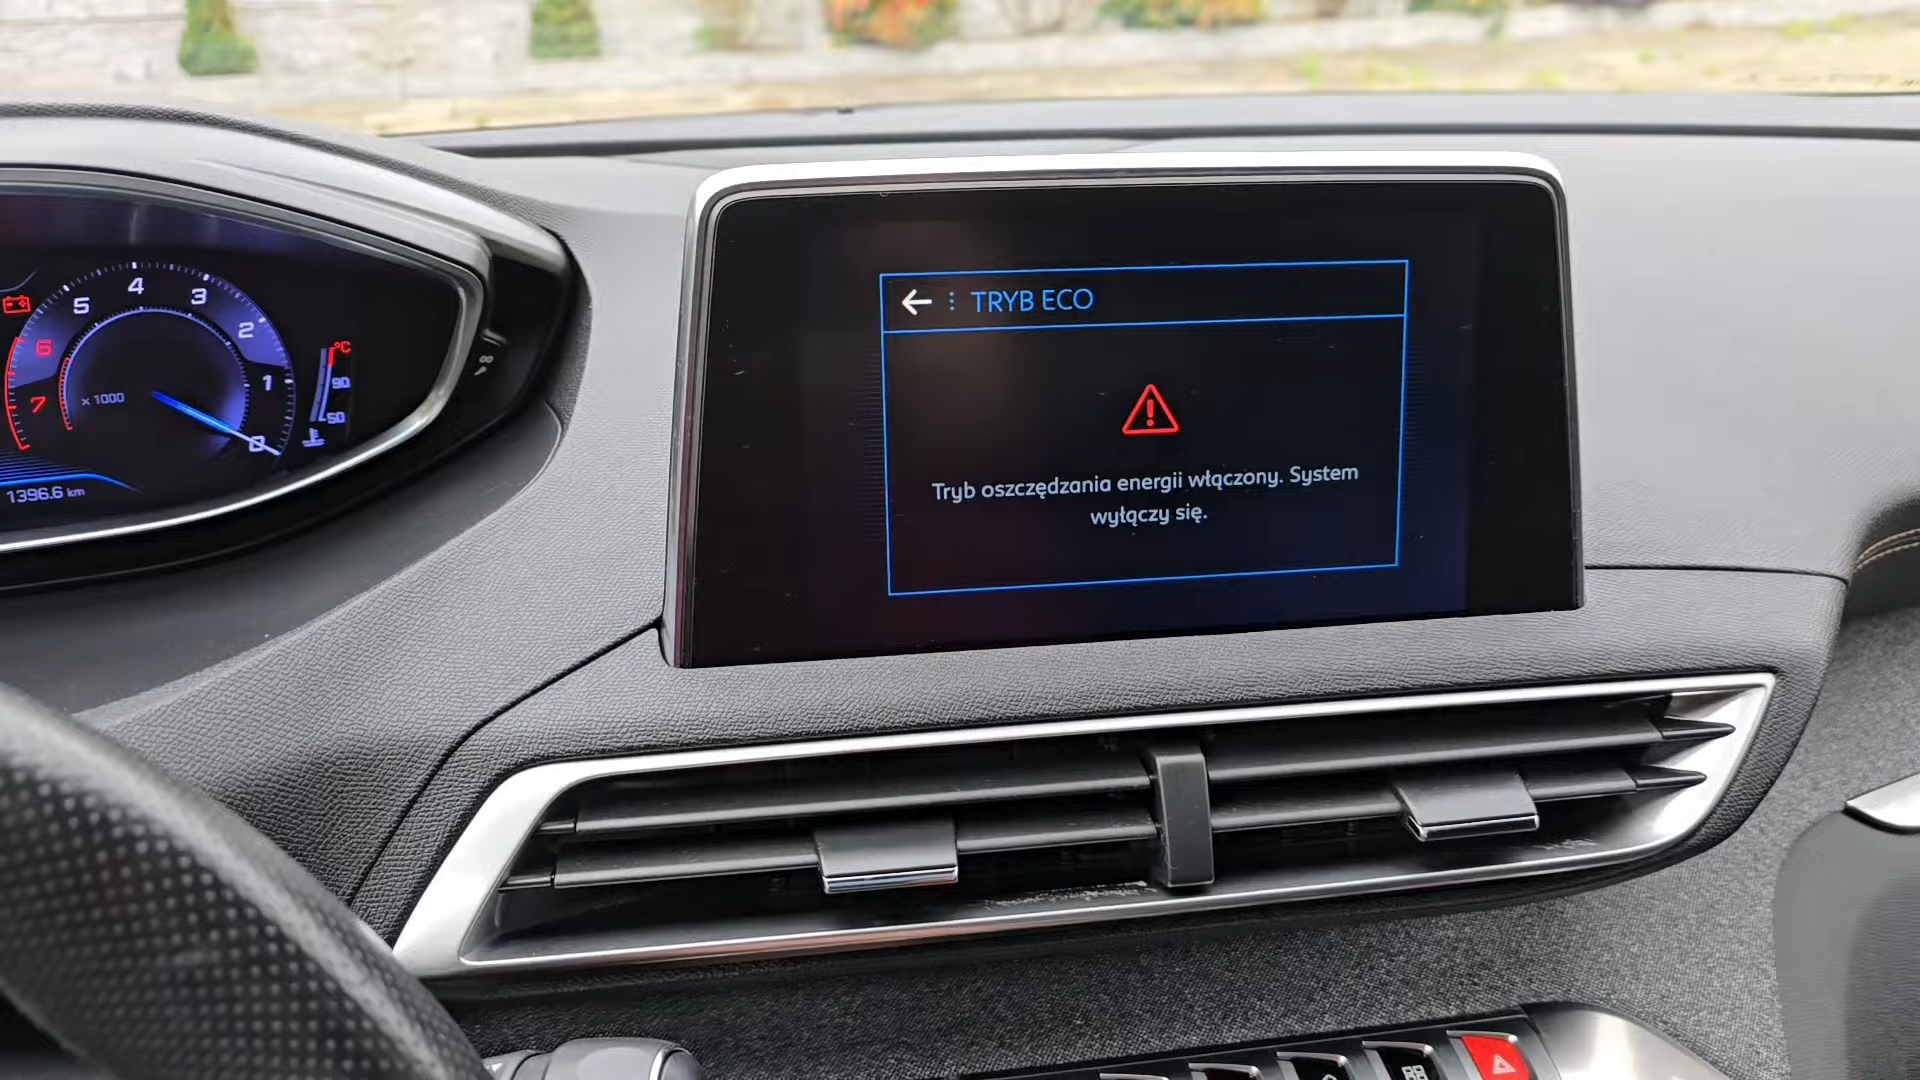 TRYB ECO
Tryb oszczędzania energii włączony. System
wyłączy się.
5 4 3
6 2
7 x 1000 1
0
°C
90
50
1396.6 km